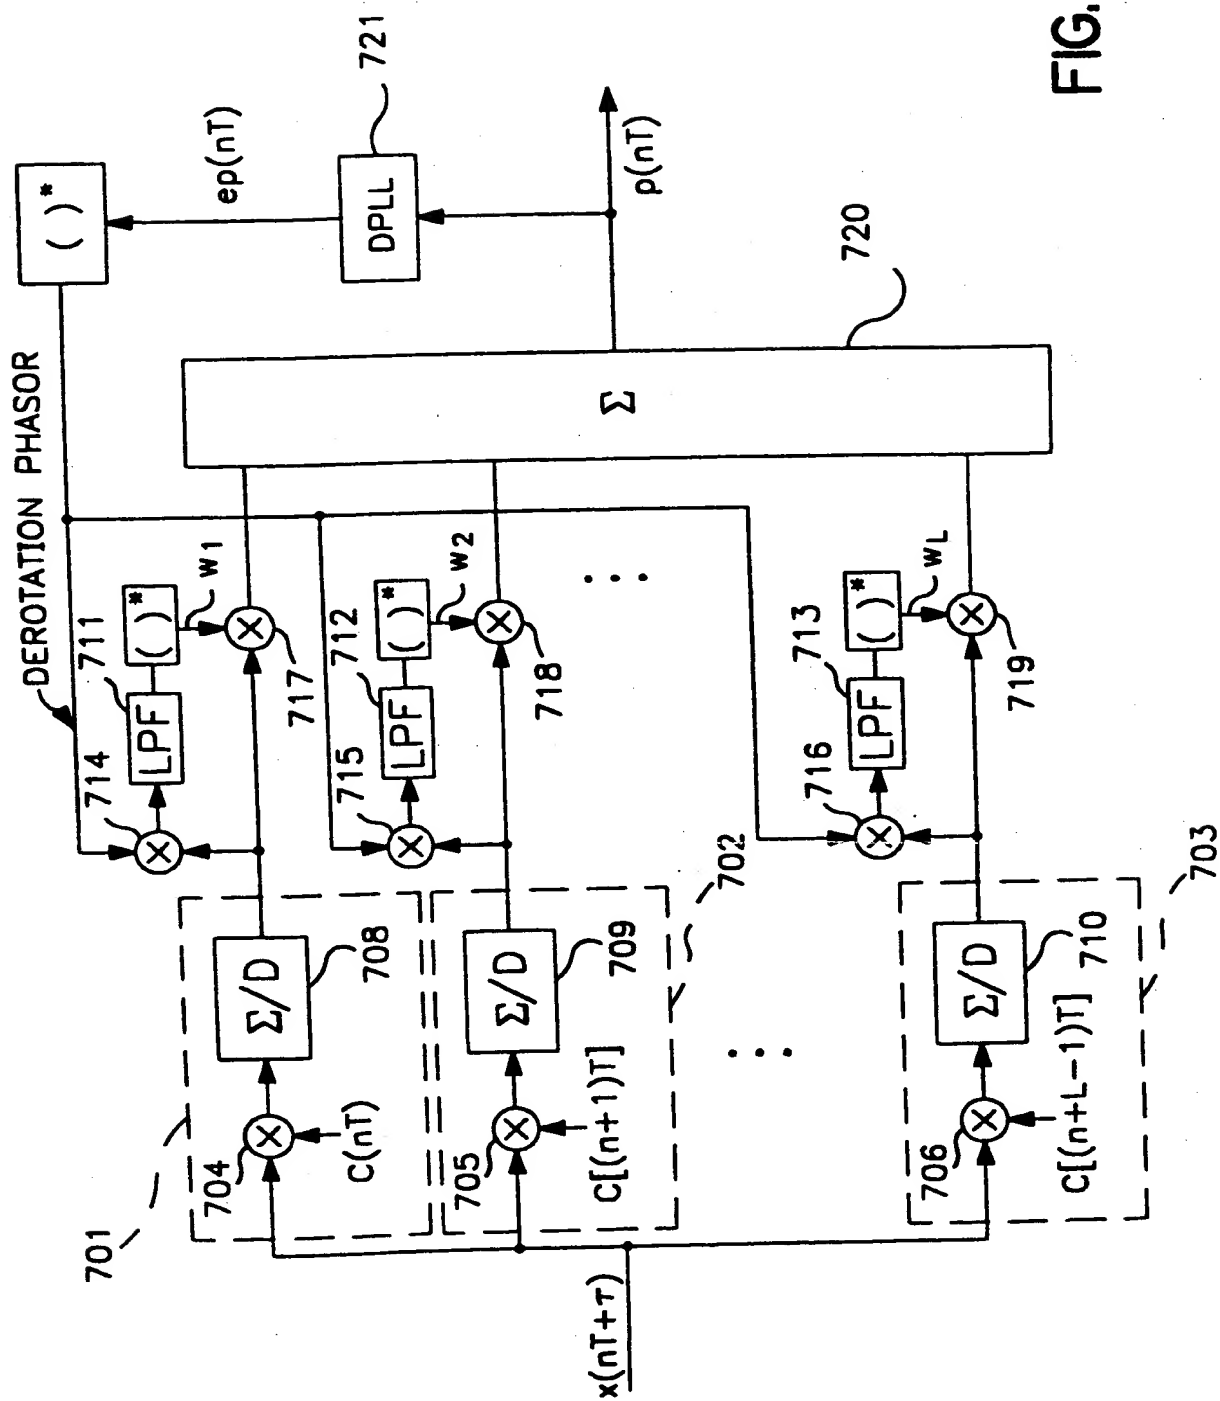 DEROTATION PHASOR
( )*
ep(nT)
721
DPLL
p(nT)
720
Σ
711
714
LPF
( )*
w1
717
712
715
LPF
( )*
w2
718
...
713
716
LPF
( )*
wL
719
701
704
C(nT)
Σ/D
708
705
C[(n+1)T]
Σ/D
709
702
...
706
C[(n+L-1)T]
Σ/D
710
703
x(nT+τ)
FIG.